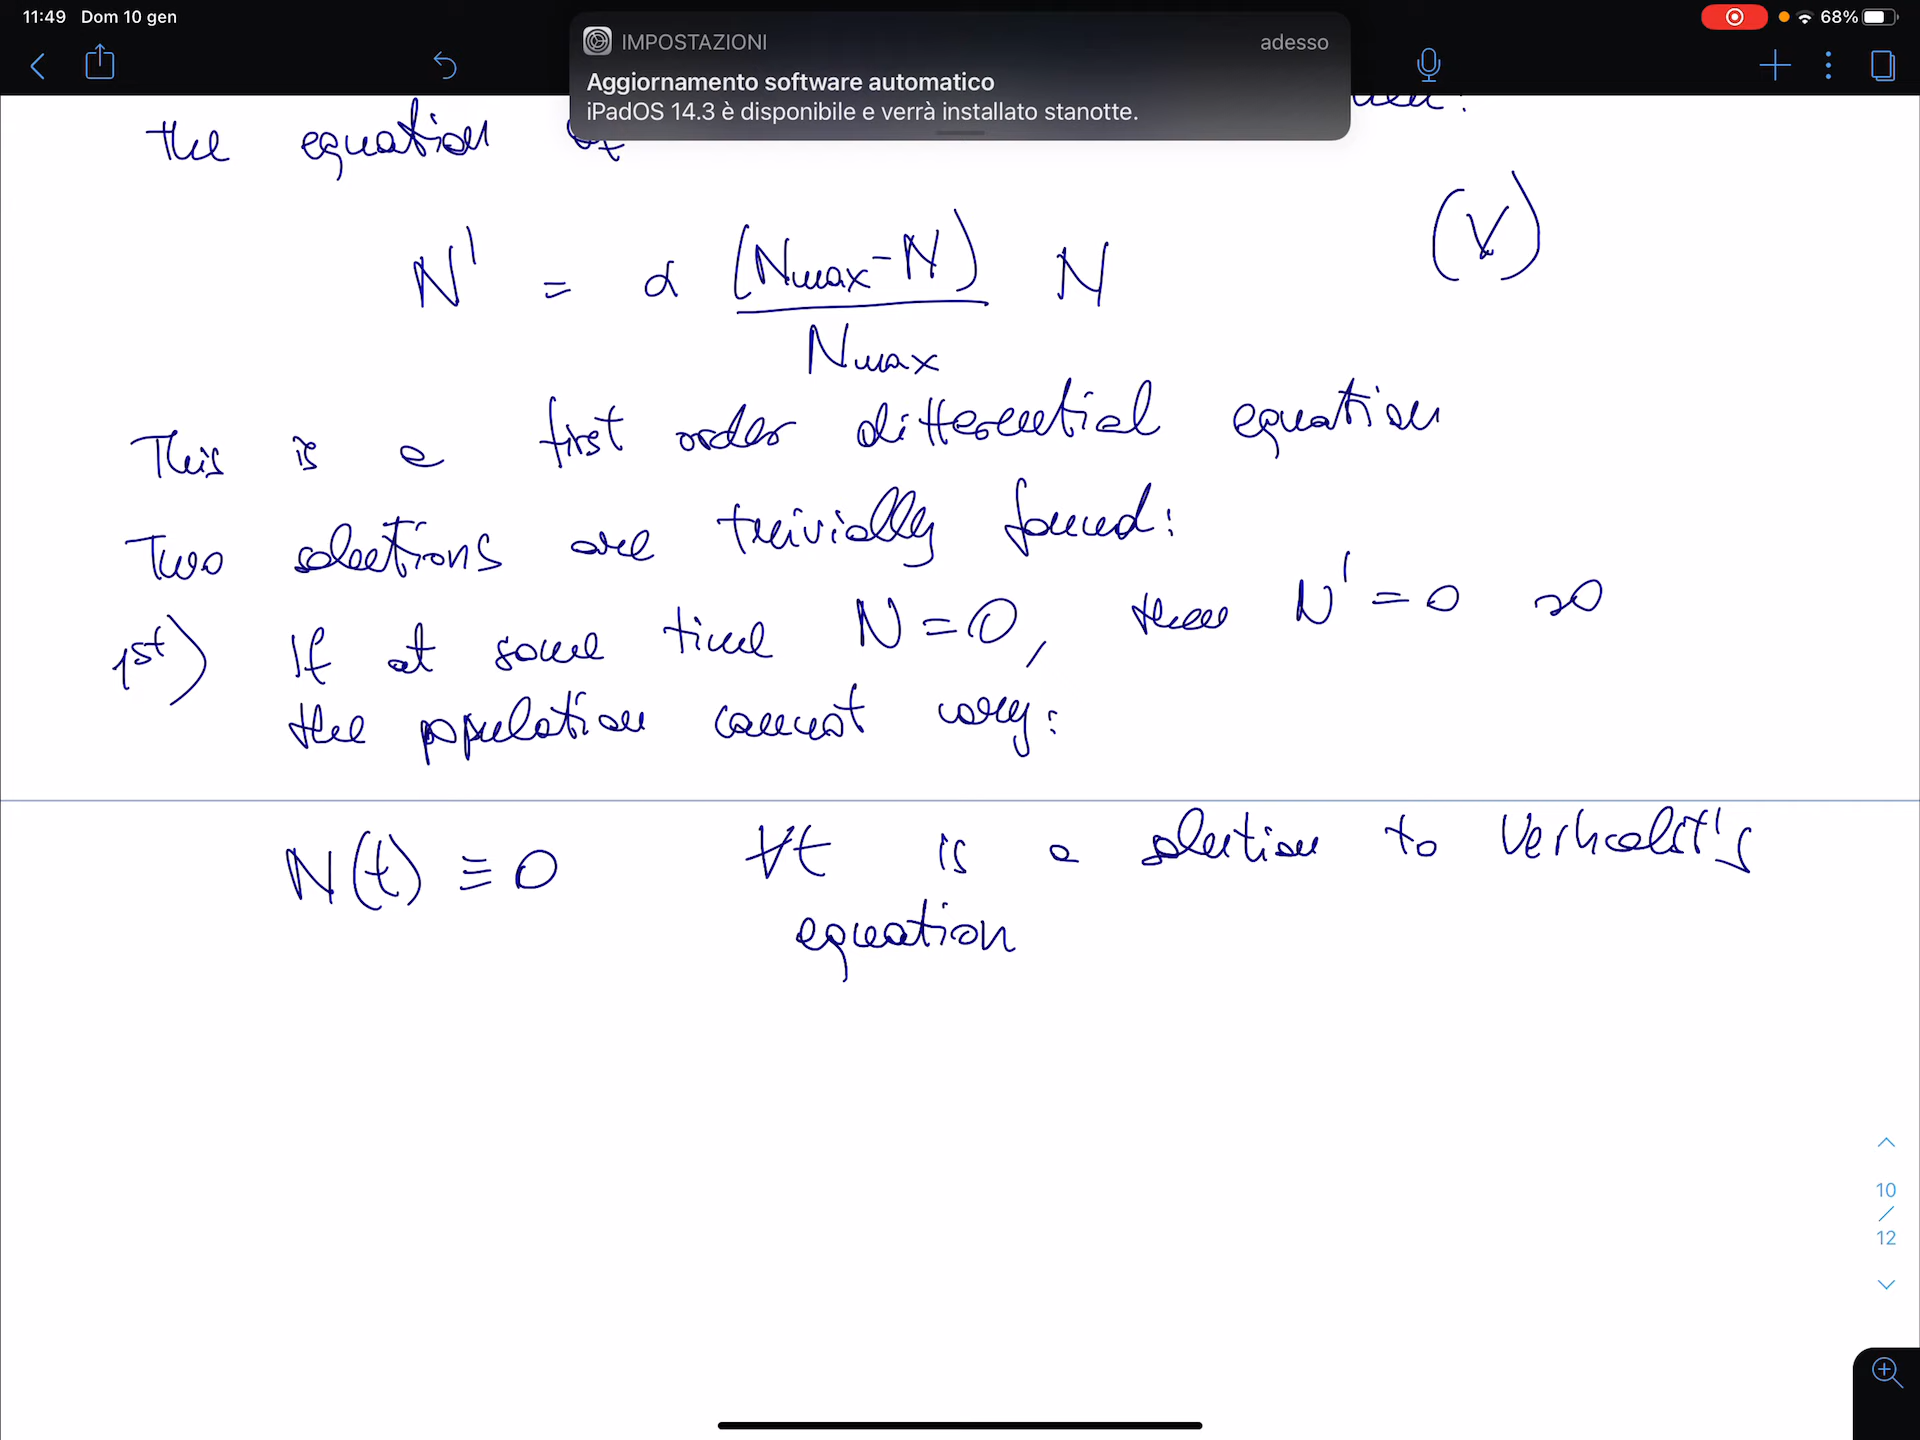 11:49 Dom 10 gen
68%
IMPOSTAZIONI adesso
Aggiornamento software automatico
iPadOS 14.3 è disponibile e verrà installato stanotte.
the equation of
N' = α (Nmax - N) / Nmax N (V)
This is a first order differential equation
Two solutions are trivially found:
1st) If at some time N = 0, then N' = 0 so
the population cannot vary:
N(t) ≡ 0 ∀t is a solution to Verhulst's
equation
10
/
12